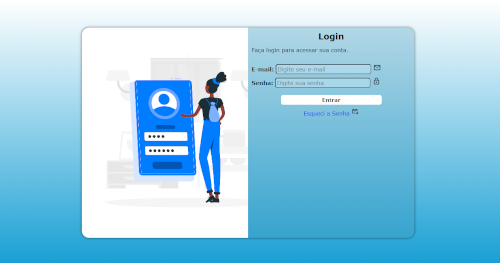 Login
Faça login para acessar sua conta.
E-mail: Digite seu e-mail
Senha: Digite sua senha
Entrar
Esqueci a Senha